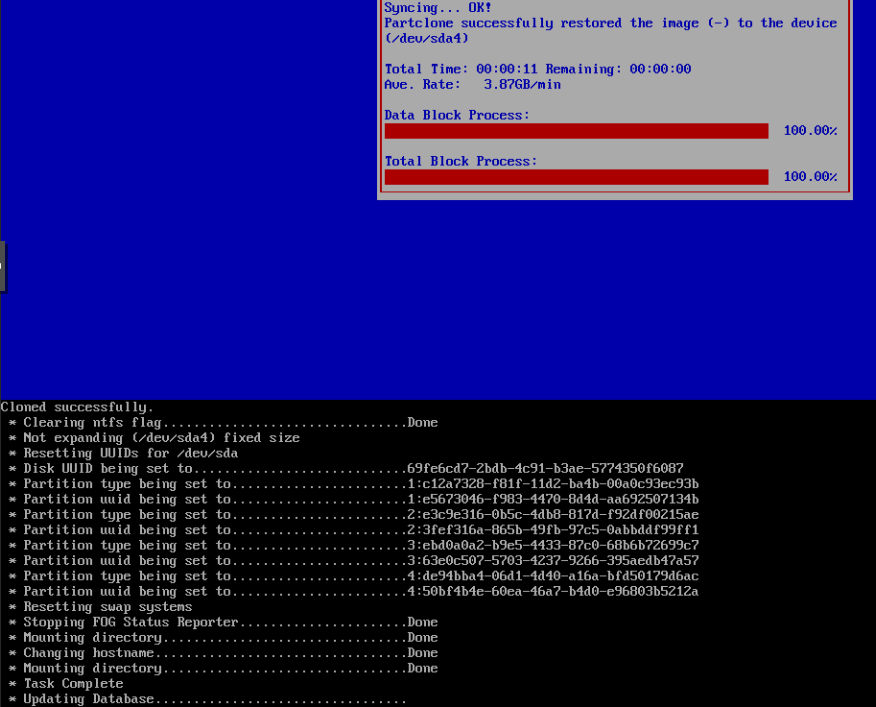 Syncing... OK!
Partclone successfully restored the image (-) to the device
(/dev/sda4)
Total Time: 00:00:11 Remaining: 00:00:00
Ave. Rate:   3.87GB/min
Data Block Process:
100.00%
Total Block Process:
100.00%
Cloned successfully.
* Clearing ntfs flag................................Done
* Not expanding (/dev/sda4) fixed size
* Resetting UUIDs for /dev/sda
* Disk UUID being set to............................69fe6cd7-2bdb-4c91-b3ae-5774350f6087
* Partition type being set to.......................1:c12a7328-f81f-11d2-ba4b-00a0c93ec93b
* Partition uuid being set to.......................1:e5673046-f983-4470-8d4d-aa692507134b
* Partition type being set to.......................2:e3c9e316-0b5c-4db8-817d-f92df00215ae
* Partition uuid being set to.......................2:3fef316a-865b-49fb-97c5-0abbddf99ff1
* Partition type being set to.......................3:ebd0a0a2-b9e5-4433-87c0-68b6b72699c7
* Partition uuid being set to.......................3:63e0c507-5703-4237-9266-395aedb47a57
* Partition type being set to.......................4:de94bba4-06d1-4d40-a16a-bfd50179d6ac
* Partition uuid being set to.......................4:50bf4b4e-60ea-46a7-b4d0-e96803b5212a
* Resetting swap systems
* Stopping FOG Status Reporter......................Done
* Mounting directory................................Done
* Changing hostname.................................Done
* Mounting directory................................Done
* Task Complete
* Updating Database.................................